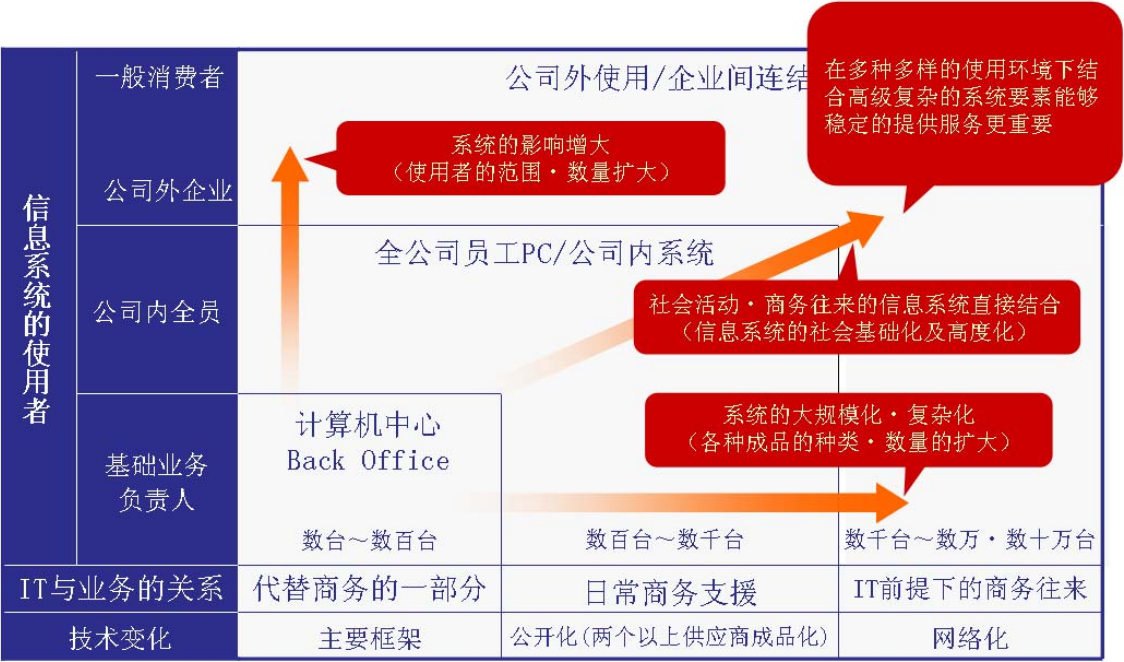 一般消费者
公司外使用/企业间连结
在多种多样的使用环境下结
合高级复杂的系统要素能够
稳定的提供服务更重要
系统的影响增大
（使用者的范围·数量扩大）
公司外企业
信息系统的使用者
全公司员工PC/公司内系统
公司内全员
社会活动·商务往来的信息系统直接结合
（信息系统的社会基础化及高度化）
计算机中心
Back Office
系统的大规模化·复杂化
（各种成品的种类·数量的扩大）
基础业务
负责人
数台～数百台
数百台～数千台
数千台～数万·数十万台
IT与业务的关系
代替商务的一部分
日常商务支援
IT前提下的商务往来
技术变化
主要框架
公开化(两个以上供应商成品化)
网络化